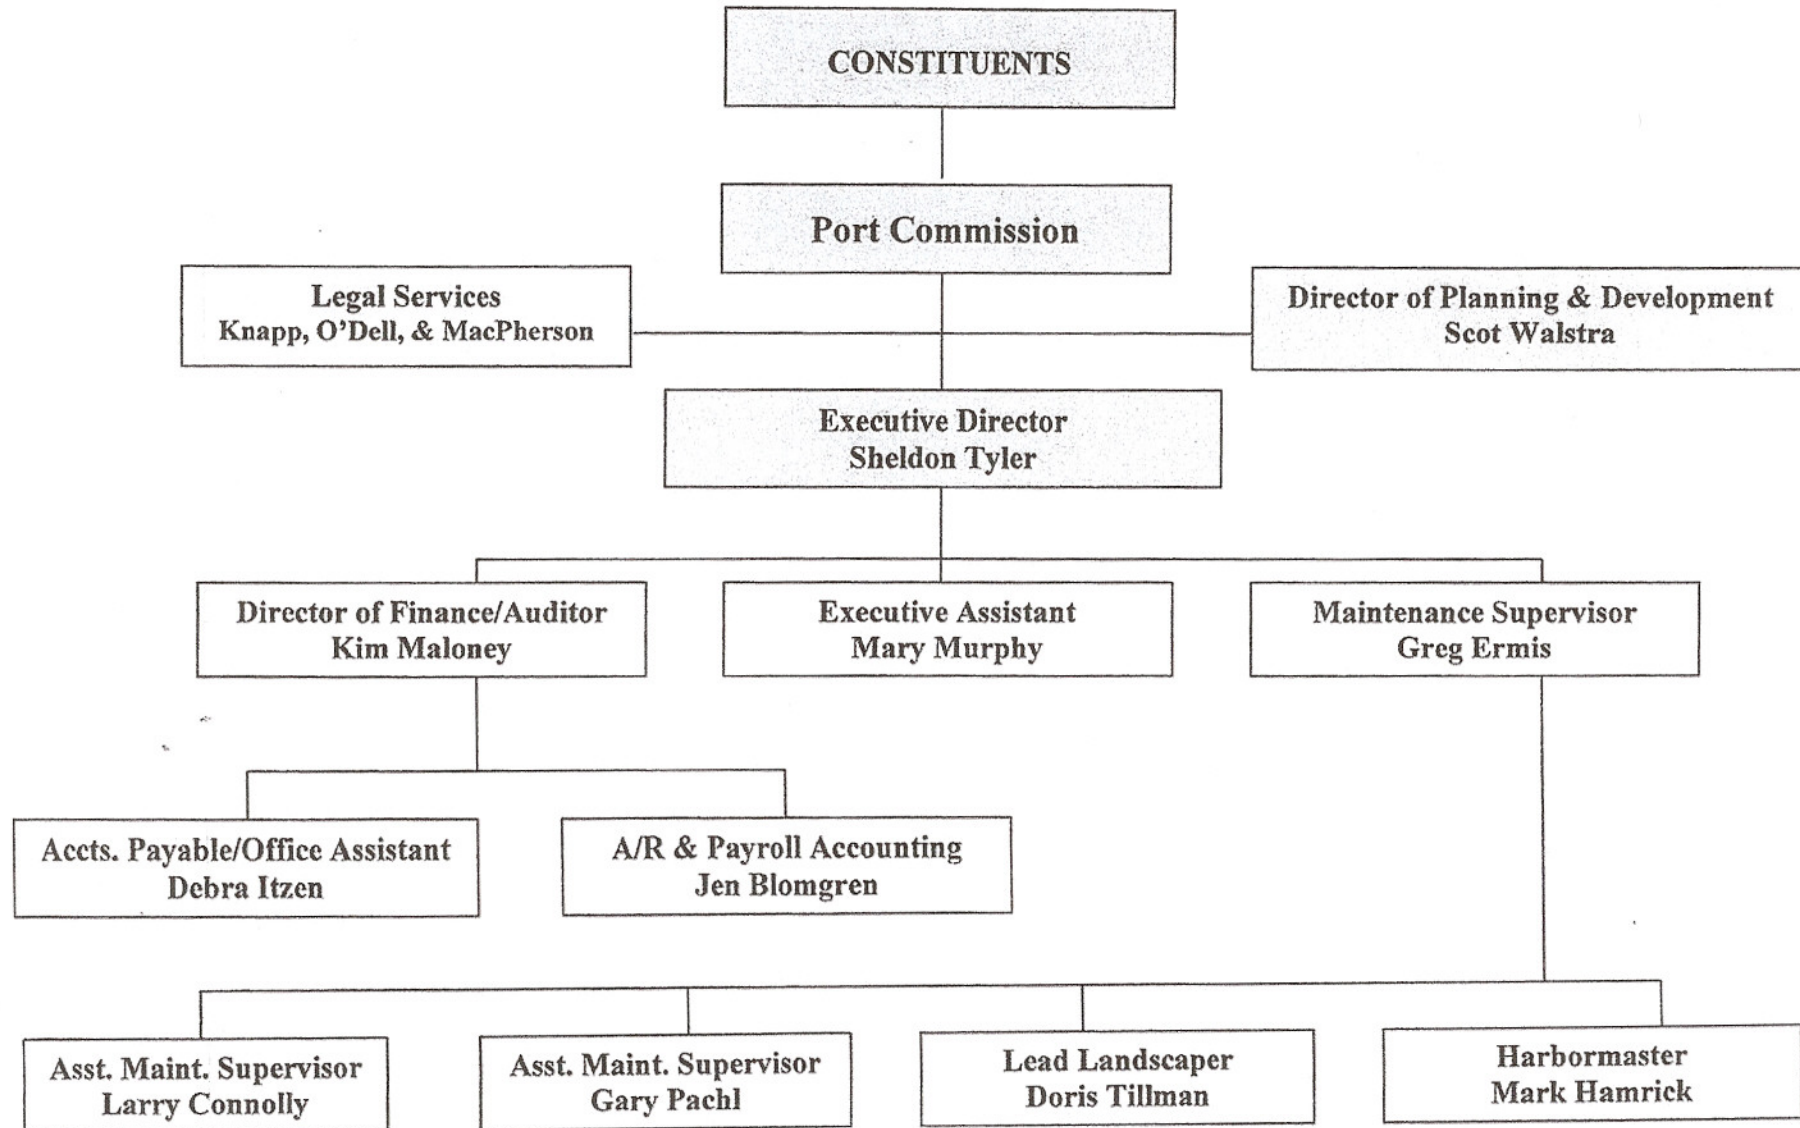 CONSTITUENTS
Port Commission
Legal Services
Knapp, O'Dell, & MacPherson
Director of Planning & Development
Scot Walstra
Executive Director
Sheldon Tyler
Director of Finance/Auditor
Kim Maloney
Executive Assistant
Mary Murphy
Maintenance Supervisor
Greg Ermis
Accts. Payable/Office Assistant
Debra Itzen
A/R & Payroll Accounting
Jen Blomgren
Asst. Maint. Supervisor
Larry Connolly
Asst. Maint. Supervisor
Gary Pachl
Lead Landscaper
Doris Tillman
Harbormaster
Mark Hamrick